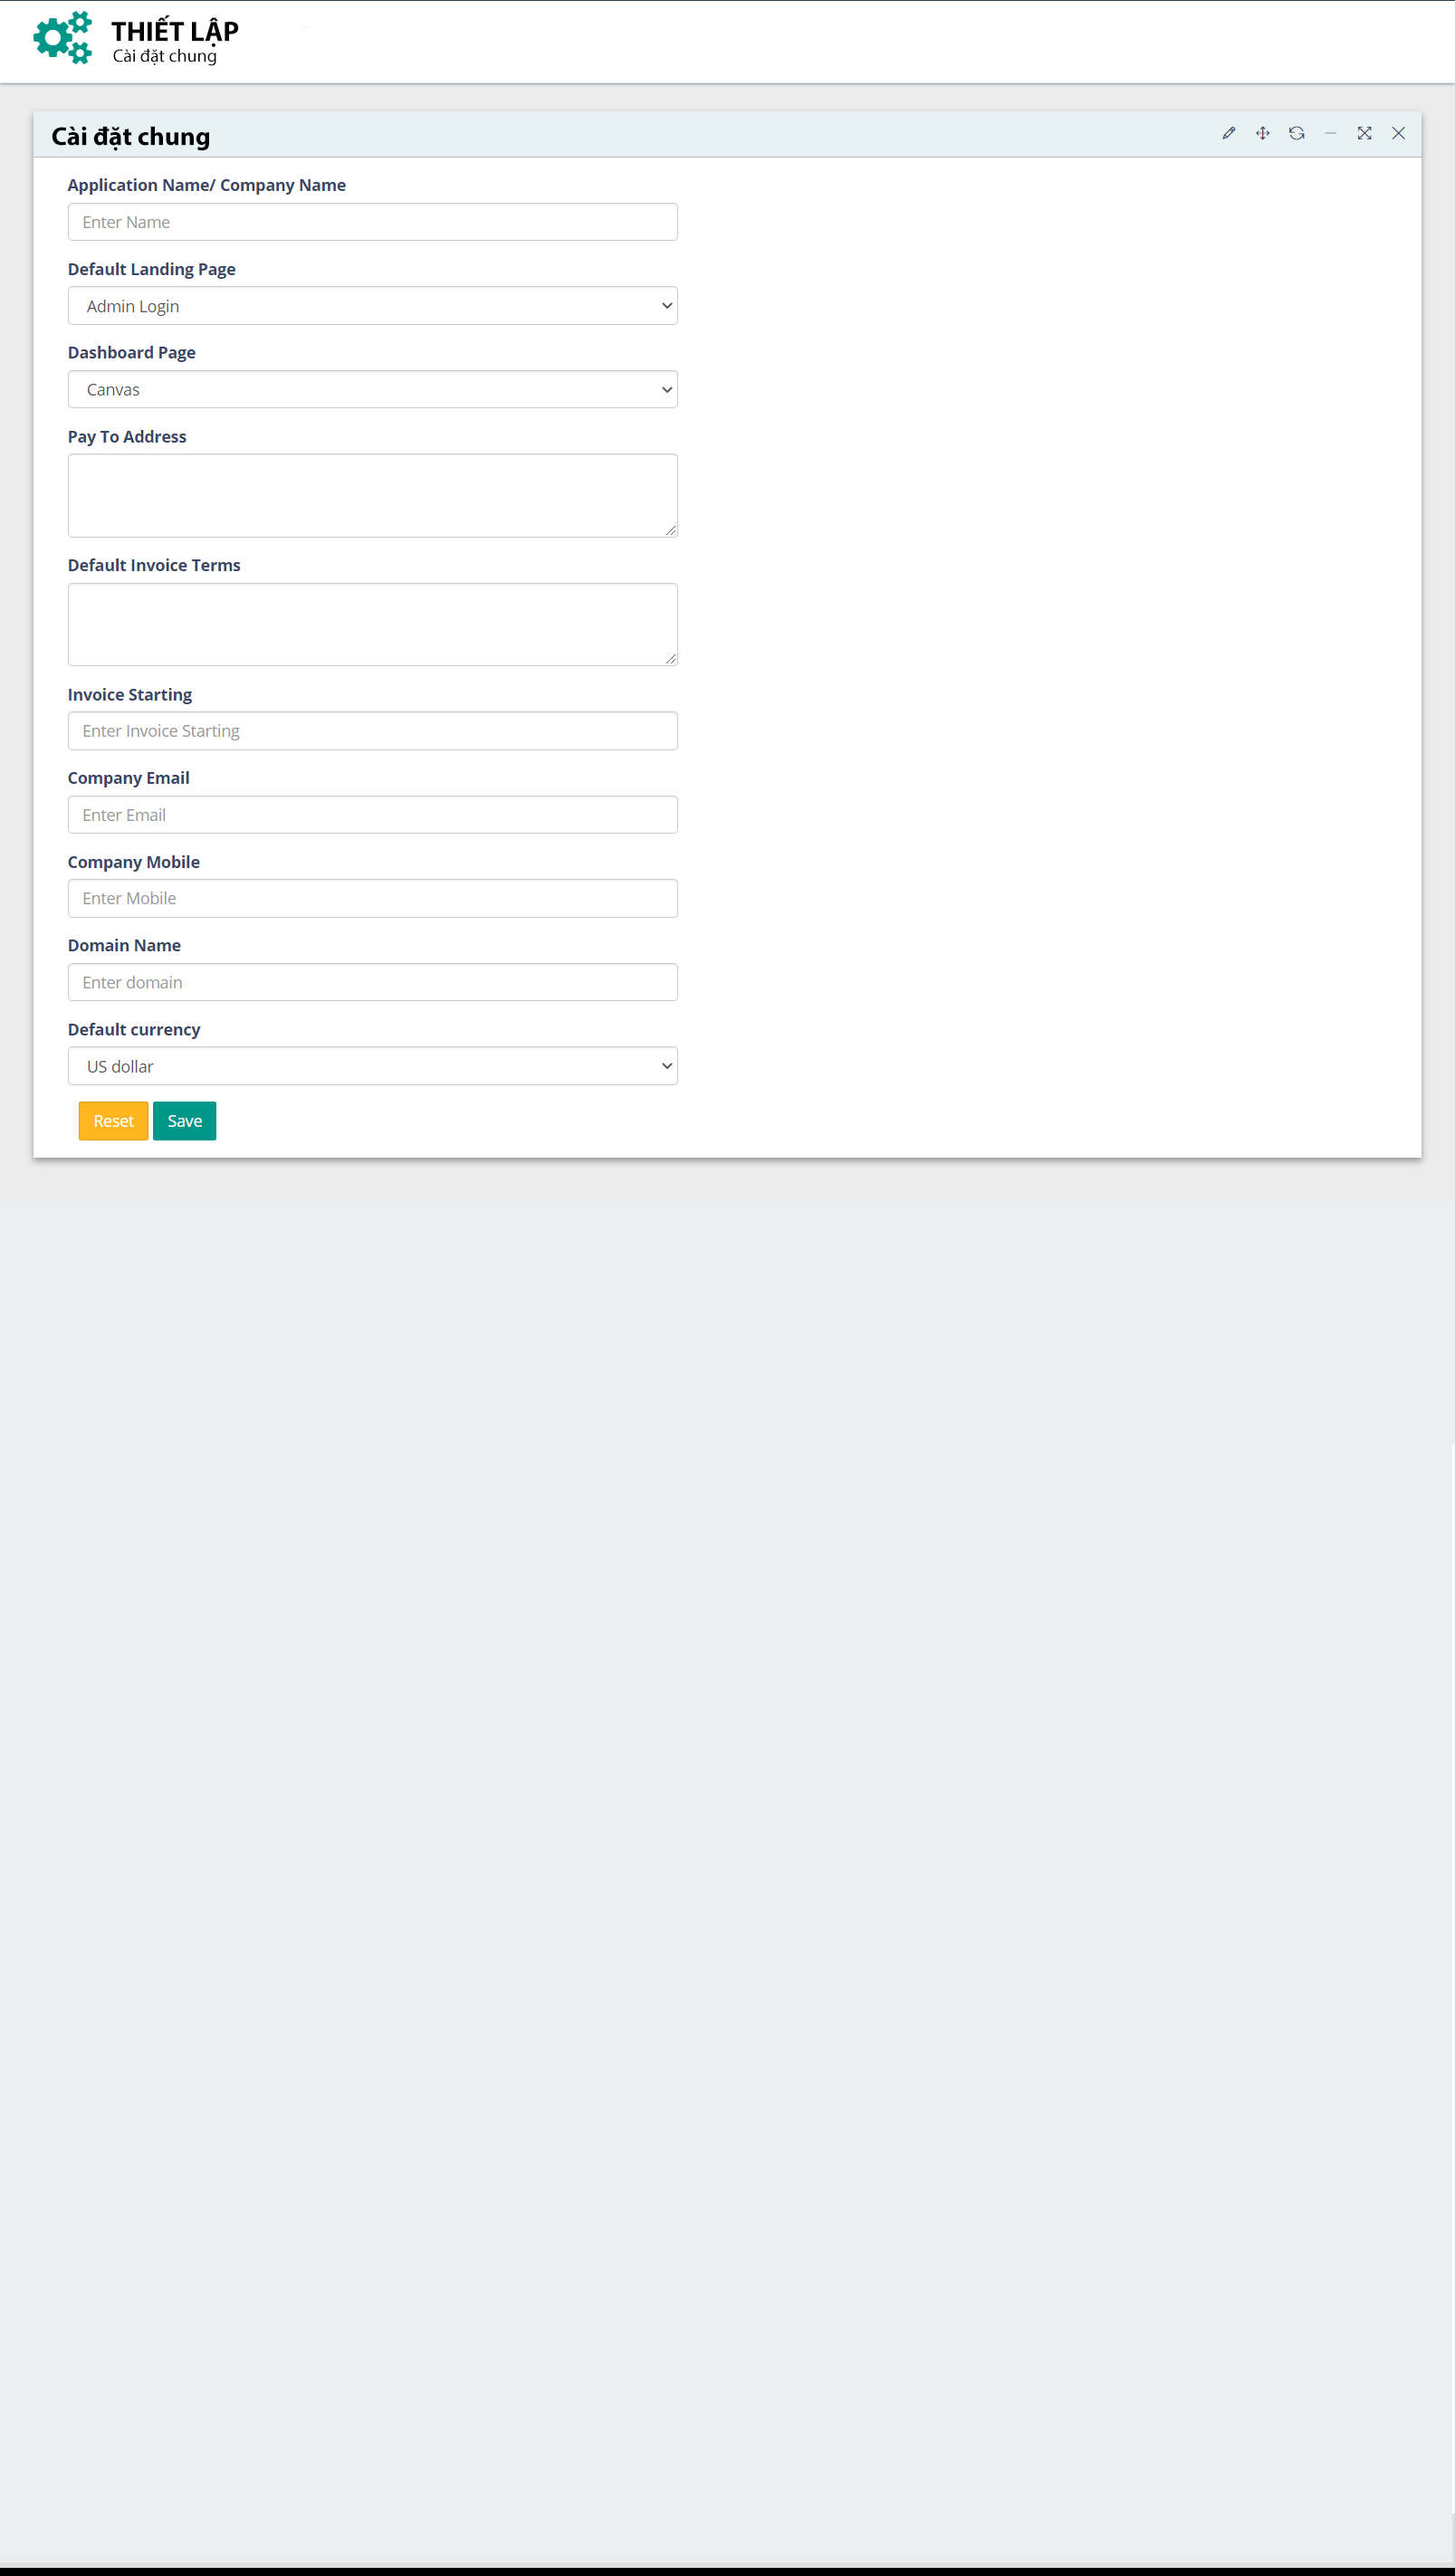 THIẾT LẬP
Cài đặt chung
Cài đặt chung
Application Name/ Company Name
Enter Name
Default Landing Page
Admin Login
Dashboard Page
Canvas
Pay To Address
Default Invoice Terms
Invoice Starting
Enter Invoice Starting
Company Email
Enter Email
Company Mobile
Enter Mobile
Domain Name
Enter domain
Default currency
US dollar
Reset Save